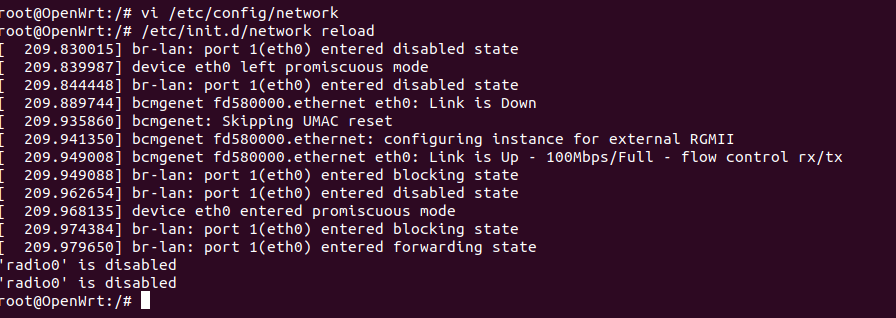 root@OpenWrt:/# vi /etc/config/network
root@OpenWrt:/# /etc/init.d/network reload
[  209.830015] br-lan: port 1(eth0) entered disabled state
[  209.839987] device eth0 left promiscuous mode
[  209.844448] br-lan: port 1(eth0) entered disabled state
[  209.889744] bcmgenet fd580000.ethernet eth0: Link is Down
[  209.935860] bcmgenet: Skipping UMAC reset
[  209.941350] bcmgenet fd580000.ethernet: configuring instance for external RGMII
[  209.949008] bcmgenet fd580000.ethernet eth0: Link is Up - 100Mbps/Full - flow control rx/tx
[  209.949088] br-lan: port 1(eth0) entered blocking state
[  209.962654] br-lan: port 1(eth0) entered disabled state
[  209.968135] device eth0 entered promiscuous mode
[  209.974384] br-lan: port 1(eth0) entered blocking state
[  209.979650] br-lan: port 1(eth0) entered forwarding state
'radio0' is disabled
'radio0' is disabled
root@OpenWrt:/#